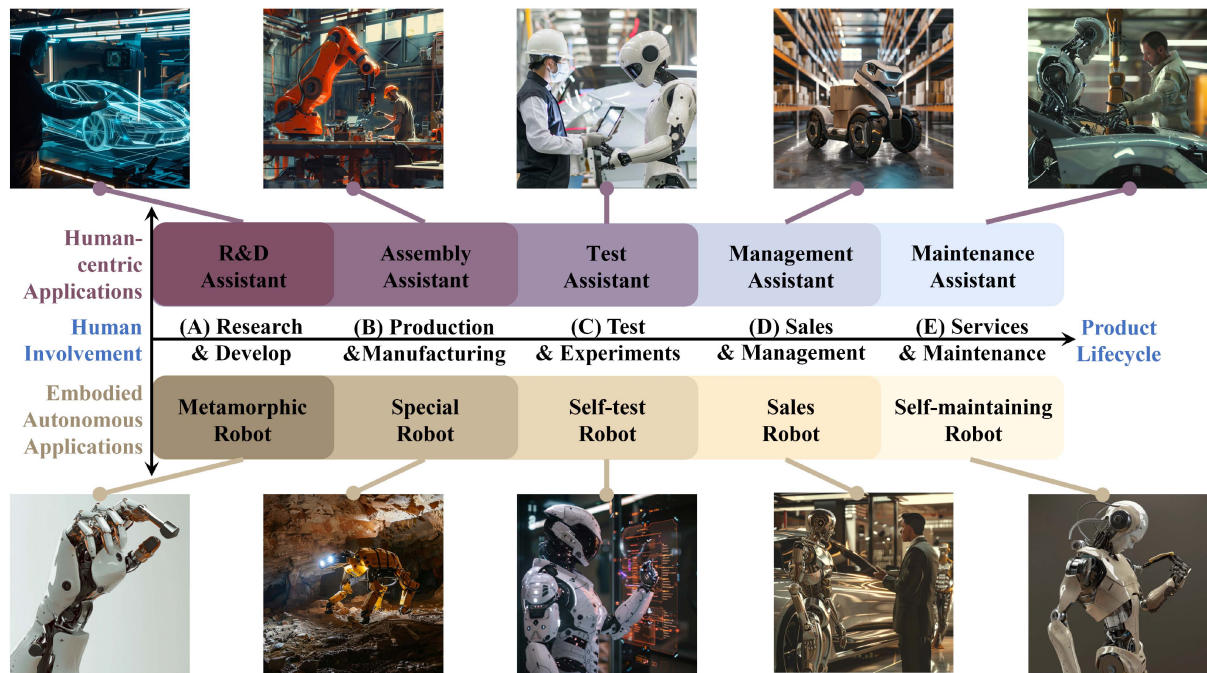 Human-
centric
Applications
R&D
Assistant
Assembly
Assistant
Test
Assistant
Management
Assistant
Maintenance
Assistant
Human
Involvement
(A) Research
& Develop
(B) Production
&Manufacturing
(C) Test
& Experiments
(D) Sales
& Management
(E) Services
& Maintenance
Product
Lifecycle
Embodied
Autonomous
Applications
Metamorphic
Robot
Special
Robot
Self-test
Robot
Sales
Robot
Self-maintaining
Robot